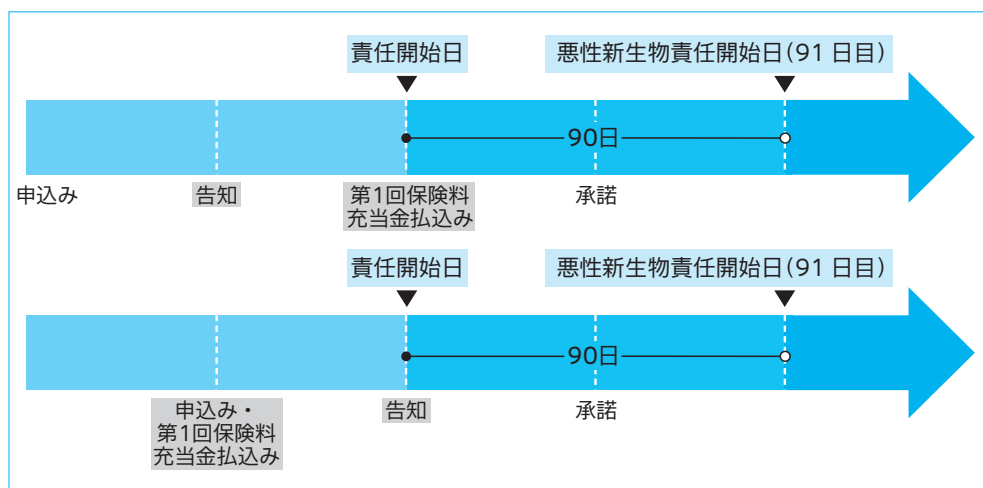 責任開始日
悪性新生物責任開始日(91日目)
90日
申込み
告知
第1回保険料
充当金払込み
承諾
責任開始日
悪性新生物責任開始日(91日目)
90日
申込み・
第1回保険料
充当金払込み
告知
承諾